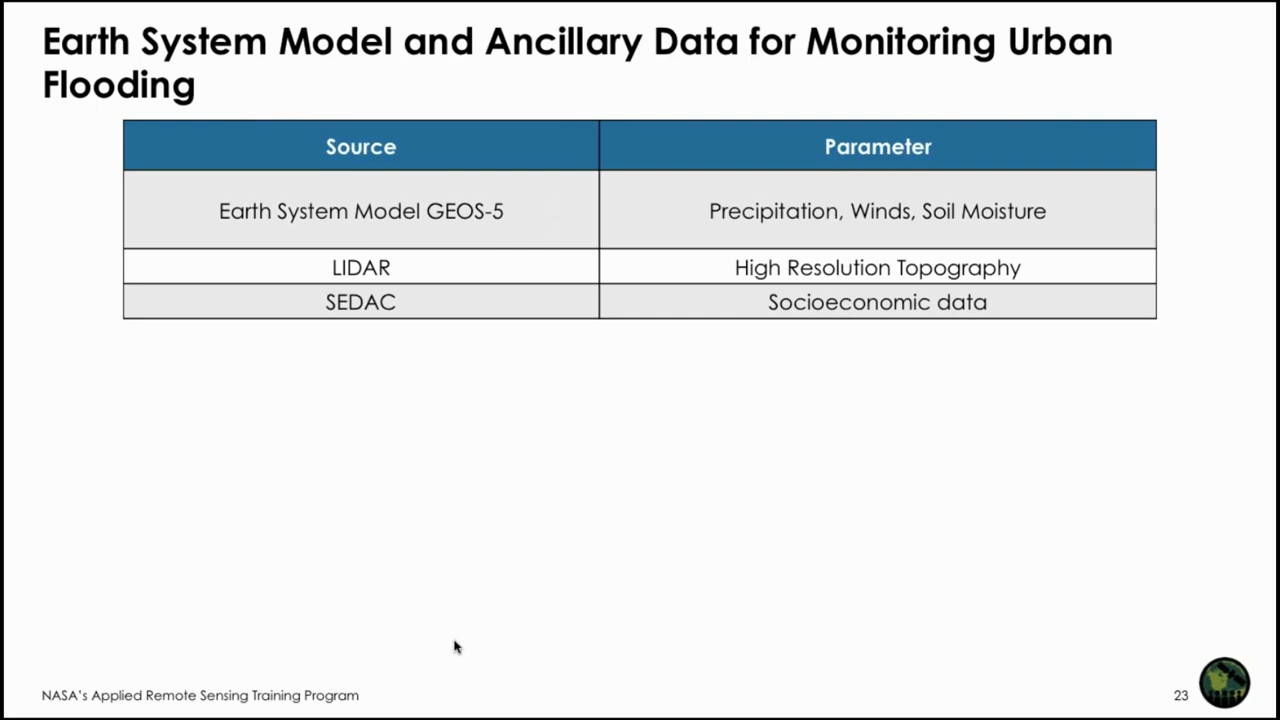 Earth System Model and Ancillary Data for Monitoring Urban
Flooding
Source Parameter
Earth System Model GEOS-5 Precipitation, Winds, Soil Moisture
LIDAR High Resolution Topography
SEDAC Socioeconomic data
NASA's Applied Remote Sensing Training Program 23